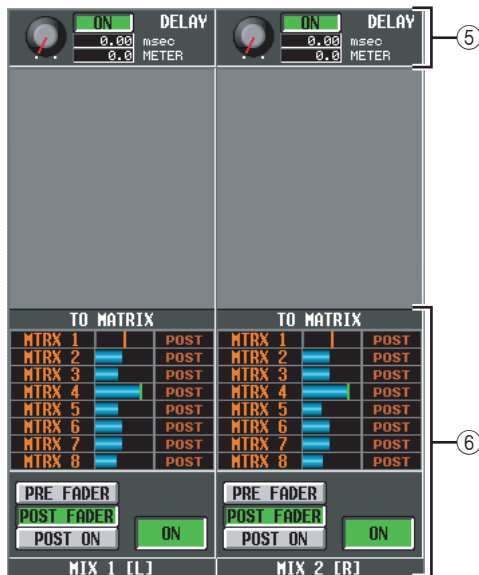 ON DELAY ON DELAY
0.00 msec 0.00 msec
0.0 METER 0.0 METER
⑤
TO MATRIX TO MATRIX
MTRX 1 POST MTRX 1 POST
MTRX 2 POST MTRX 2 POST
MTRX 3 POST MTRX 3 POST
MTRX 4 POST MTRX 4 POST
MTRX 5 POST MTRX 5 POST
MTRX 6 POST MTRX 6 POST
MTRX 7 POST MTRX 7 POST
MTRX 8 POST MTRX 8 POST
⑥
PRE FADER PRE FADER
POST FADER POST FADER
POST ON ON POST ON ON
MIX 1 [L] MIX 2 [R]